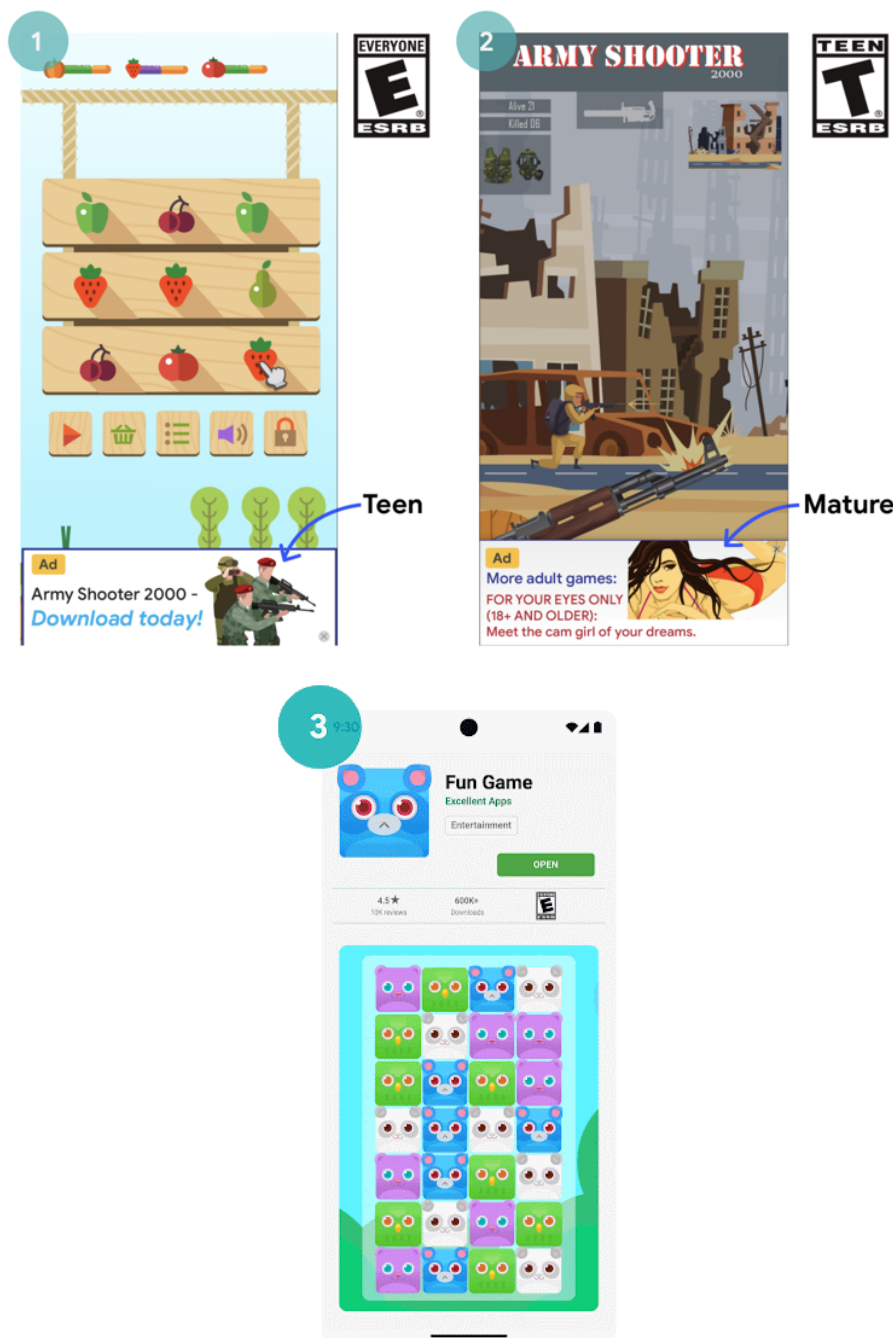 1
EVERYONE
E
®
ESRB
Teen
Ad
Army Shooter 2000 -
Download today!
2
ARMY SHOOTER
2000
Alive 21
Killed 06
TEEN
T
®
ESRB
Mature
Ad
More adult games:
FOR YOUR EYES ONLY
(18+ AND OLDER):
Meet the cam girl of your dreams.
3
9:30
Fun Game
Excellent Apps
Entertainment
OPEN
4.5★
10K reviews
600K+
Downloads
EVERYONE
E
ESRB